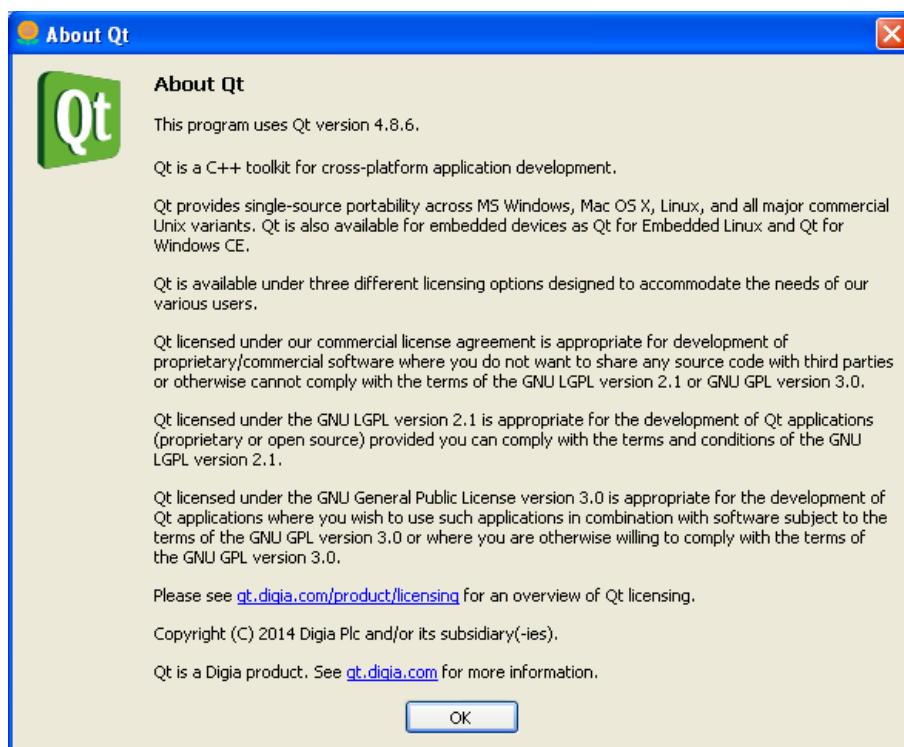 About Qt
Qt
About Qt
This program uses Qt version 4.8.6.
Qt is a C++ toolkit for cross-platform application development.
Qt provides single-source portability across MS Windows, Mac OS X, Linux, and all major commercial
Unix variants. Qt is also available for embedded devices as Qt for Embedded Linux and Qt for
Windows CE.
Qt is available under three different licensing options designed to accommodate the needs of our
various users.
Qt licensed under our commercial license agreement is appropriate for development of
proprietary/commercial software where you do not want to share any source code with third parties
or otherwise cannot comply with the terms of the GNU LGPL version 2.1 or GNU GPL version 3.0.
Qt licensed under the GNU LGPL version 2.1 is appropriate for the development of Qt applications
(proprietary or open source) provided you can comply with the terms and conditions of the GNU
LGPL version 2.1.
Qt licensed under the GNU General Public License version 3.0 is appropriate for the development of
Qt applications where you wish to use such applications in combination with software subject to the
terms of the GNU GPL version 3.0 or where you are otherwise willing to comply with the terms of
the GNU GPL version 3.0.
Please see qt.digia.com/product/licensing for an overview of Qt licensing.
Copyright (C) 2014 Digia Plc and/or its subsidiary(-ies).
Qt is a Digia product. See qt.digia.com for more information.
OK